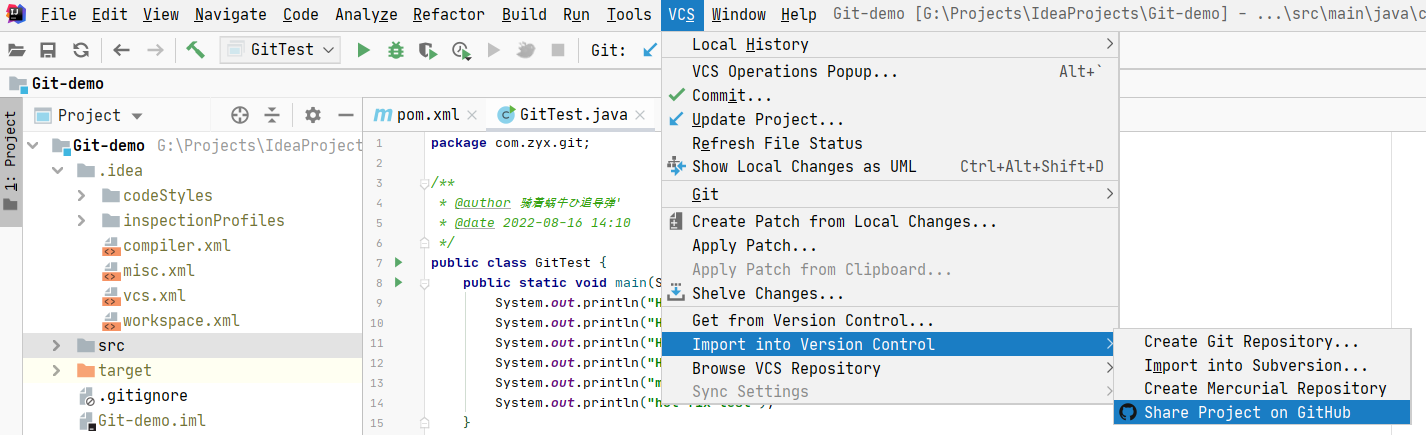 File Edit View Navigate Code Analyze Refactor Build Run Tools VCS Window Help Git-demo [G:\Projects\IdeaProjects\Git-demo] - ...\src\main\java\c
GitTest Git:
Git-demo
1: Project
Project
Git-demo G:\Projects\IdeaProject
.idea
codeStyles
inspectionProfiles
compiler.xml
misc.xml
vcs.xml
workspace.xml
src
target
.gitignore
Git-demo.iml
pom.xml GitTest.java
1 package com.zyx.git;
2
3 /**
4 * @author 骑着蜗牛ひ追导弹'
5 * @date 2022-08-16 14:10
6 */
7 public class GitTest {
8 public static void main(S
9 System.out.println("H
10 System.out.println("H
11 System.out.println("H
12 System.out.println("H
13 System.out.println("m
14 System.out.println("hot fix test");
15 }
Local History
VCS Operations Popup... Alt+`
Commit...
Update Project...
Refresh File Status
Show Local Changes as UML Ctrl+Alt+Shift+D
Git
Create Patch from Local Changes...
Apply Patch...
Apply Patch from Clipboard...
Shelve Changes...
Get from Version Control...
Import into Version Control
Browse VCS Repository
Sync Settings
Create Git Repository...
Import into Subversion...
Create Mercurial Repository
Share Project on GitHub